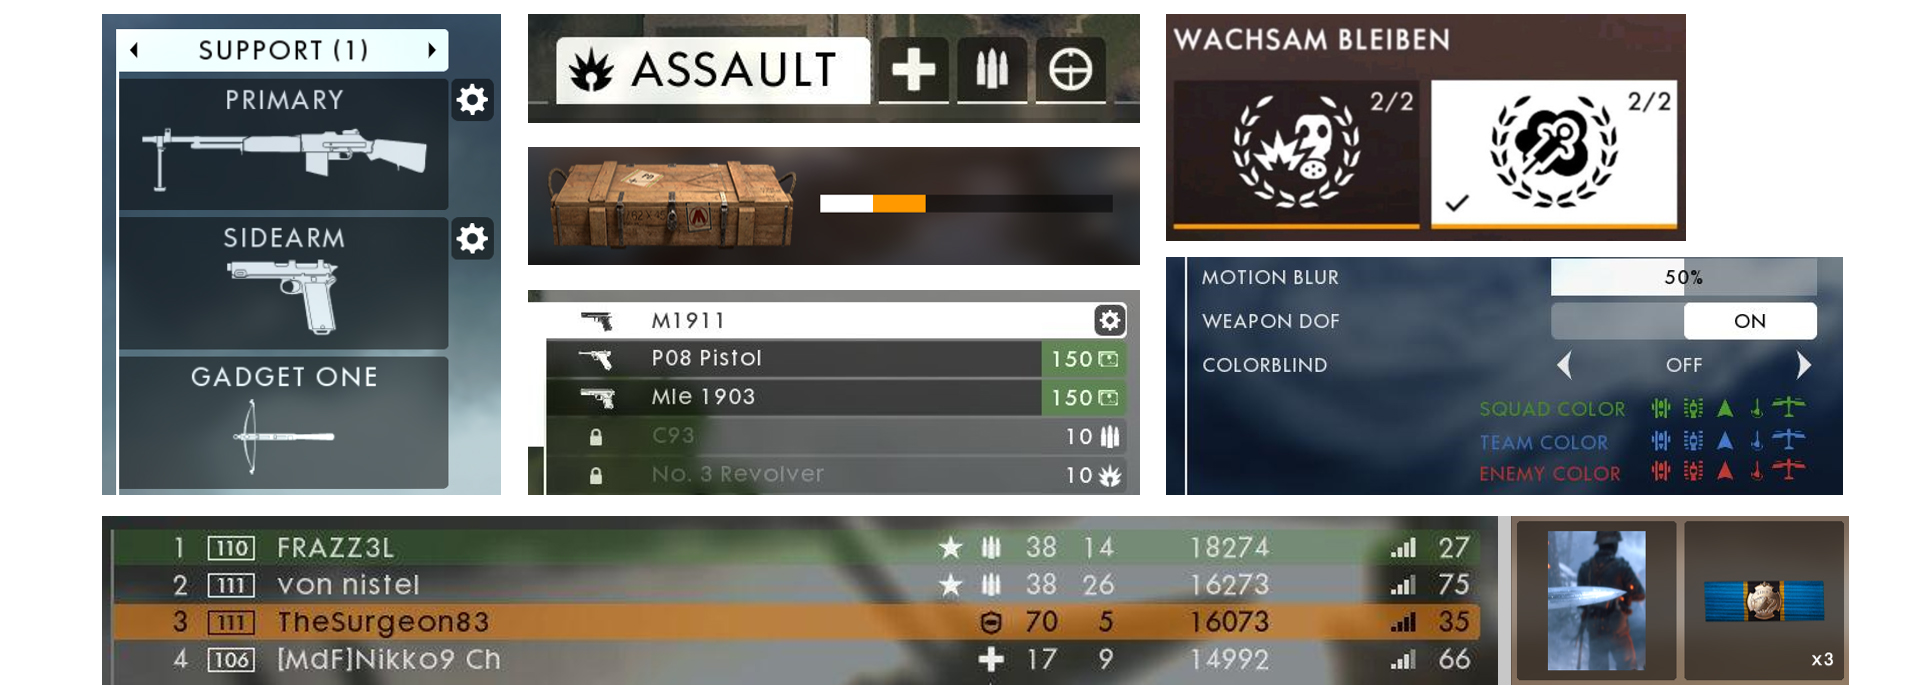 SUPPORT (1)
PRIMARY
SIDEARM
GADGET ONE
ASSAULT
M1911
P08 Pistol 150
Mle 1903 150
C93 10
No. 3 Revolver 10
WACHSAM BLEIBEN
2/2 2/2
MOTION BLUR 50%
WEAPON DOF ON
COLORBLIND OFF
SQUAD COLOR
TEAM COLOR
ENEMY COLOR
1 110 FRAZZ3L 38 14 18274 27
2 111 von nistel 38 26 16273 75
3 111 TheSurgeon83 70 5 16073 35
4 106 [MdF]Nikko9 Ch 17 9 14992 66
x3